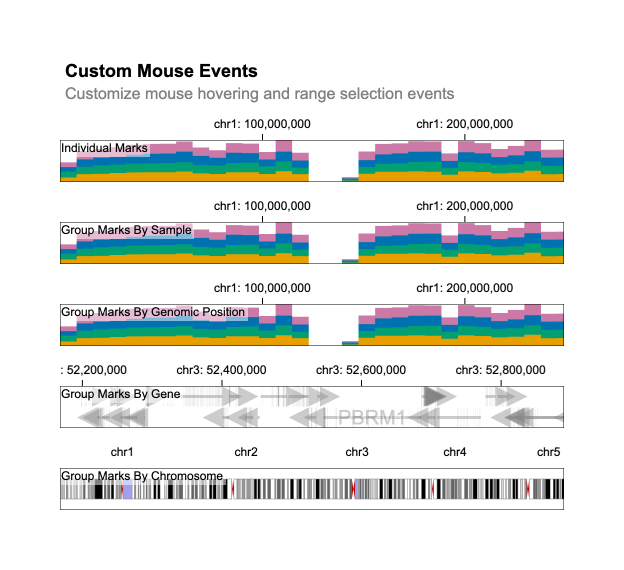 Custom Mouse Events
Customize mouse hovering and range selection events
chr1: 100,000,000 chr1: 200,000,000
Individual Marks
chr1: 100,000,000 chr1: 200,000,000
Group Marks By Sample
chr1: 100,000,000 chr1: 200,000,000
Group Marks By Genomic Position
: 52,200,000 chr3: 52,400,000 chr3: 52,600,000 chr3: 52,800,000
Group Marks By Gene
PBRM1
chr1 chr2 chr3 chr4 chr5
Group Marks By Chromosome